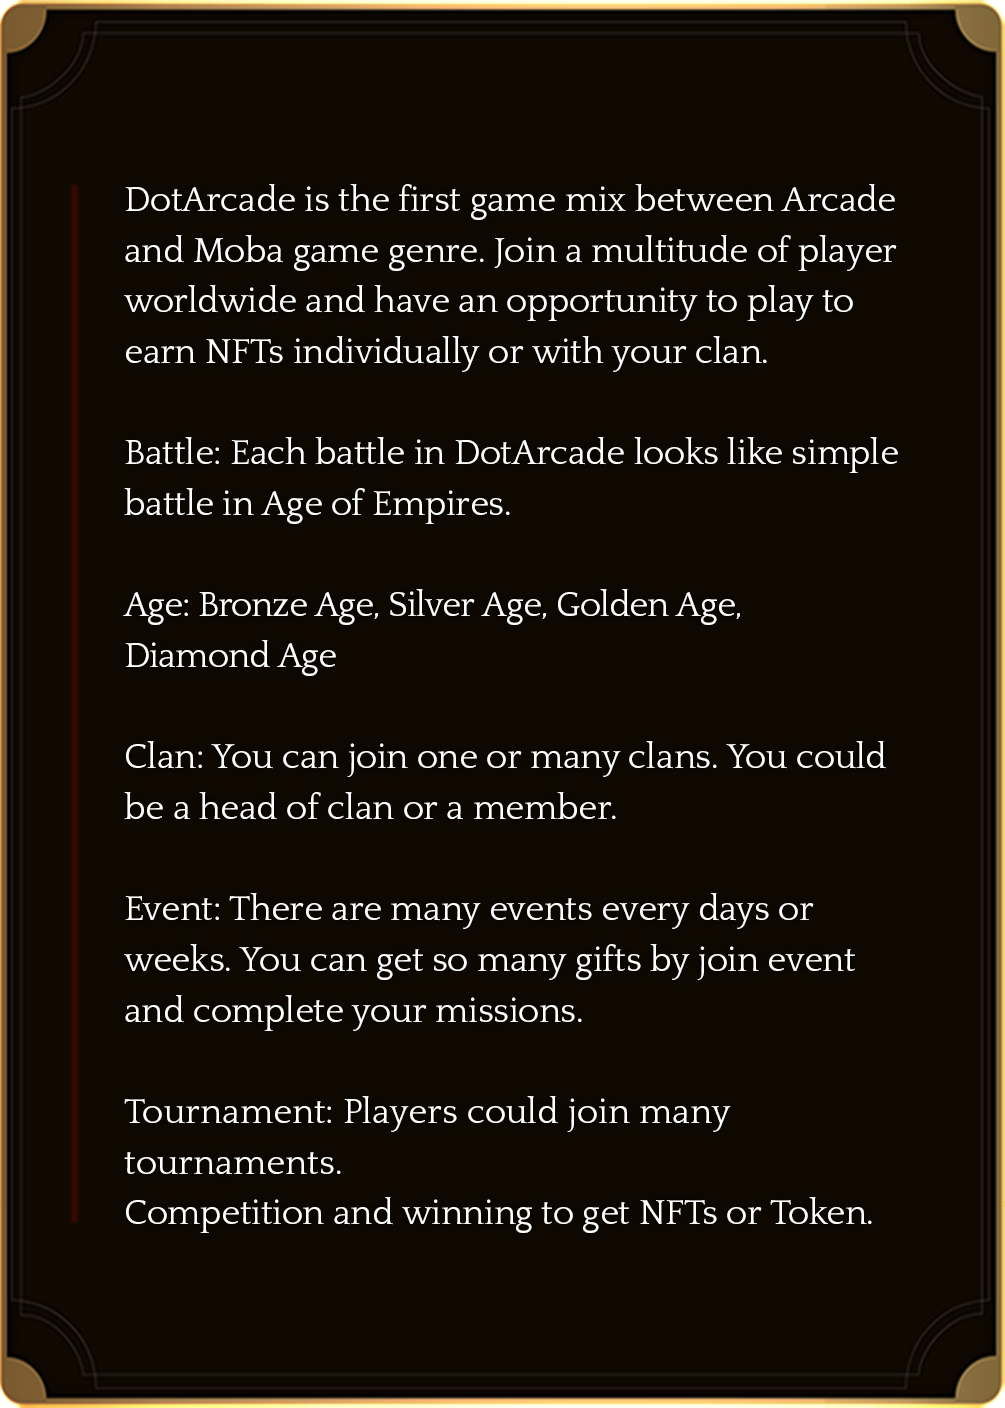 DotArcade is the first game mix between Arcade
and Moba game genre. Join a multitude of player
worldwide and have an opportunity to play to
earn NFTs individually or with your clan.
Battle: Each battle in DotArcade looks like simple
battle in Age of Empires.
Age: Bronze Age, Silver Age, Golden Age,
Diamond Age
Clan: You can join one or many clans. You could
be a head of clan or a member.
Event: There are many events every days or
weeks. You can get so many gifts by join event
and complete your missions.
Tournament: Players could join many
tournaments.
Competition and winning to get NFTs or Token.